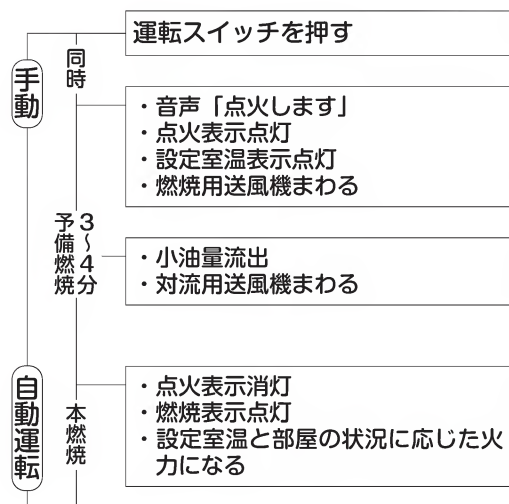 運転スイッチを押す
同時
手動
・音声「点火します」
・点火表示点灯
・設定室温表示点灯
・燃焼用送風機まわる
3～4分
予備燃焼
・小油量流出
・対流用送風機まわる
自動運転
本燃焼
・点火表示消灯
・燃焼表示点灯
・設定室温と部屋の状況に応じた火
力になる